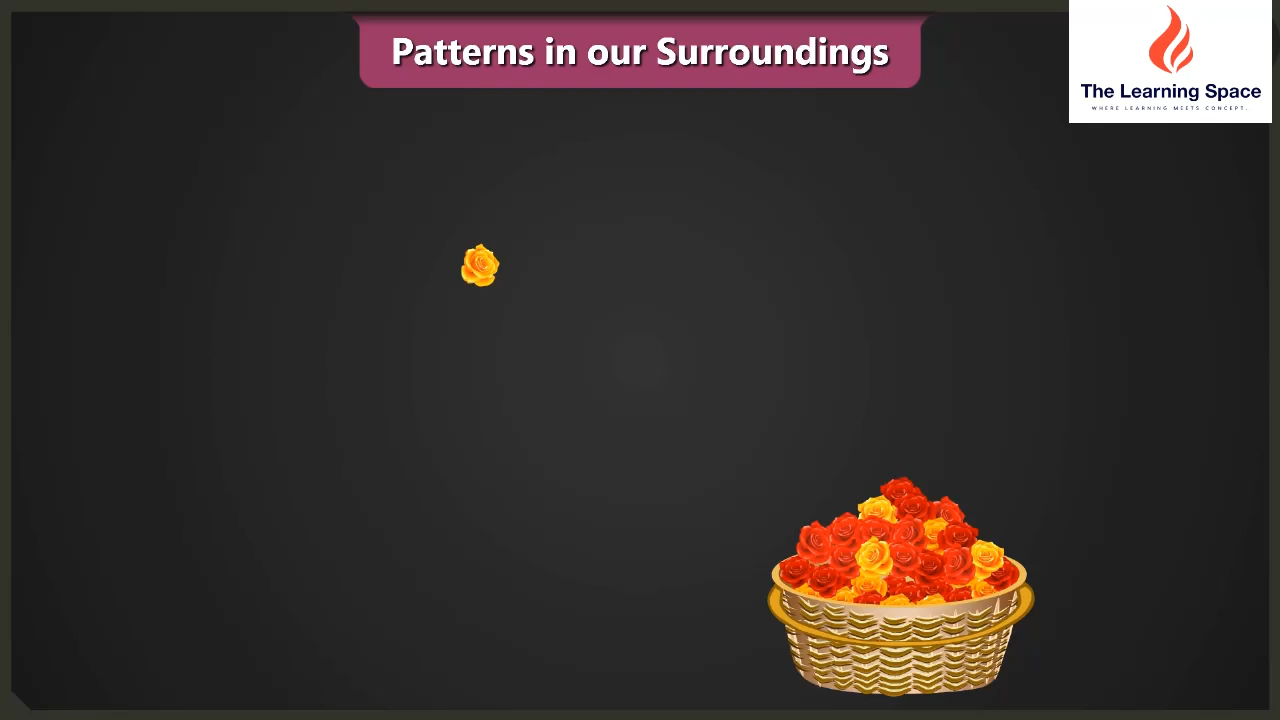 Patterns in our Surroundings
The Learning Space
WHERE LEARNING MEETS CONCEPT.